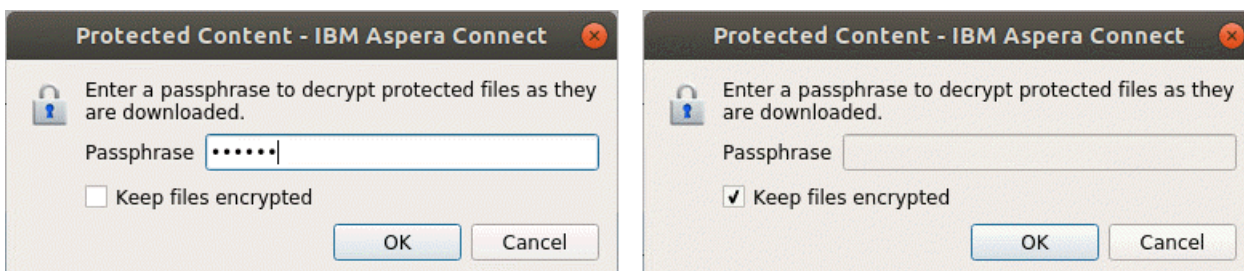 Protected Content - IBM Aspera Connect
Enter a passphrase to decrypt protected files as they
are downloaded.
Passphrase ••••••
Keep files encrypted
OK Cancel
Protected Content - IBM Aspera Connect
Enter a passphrase to decrypt protected files as they
are downloaded.
Passphrase
Keep files encrypted
OK Cancel